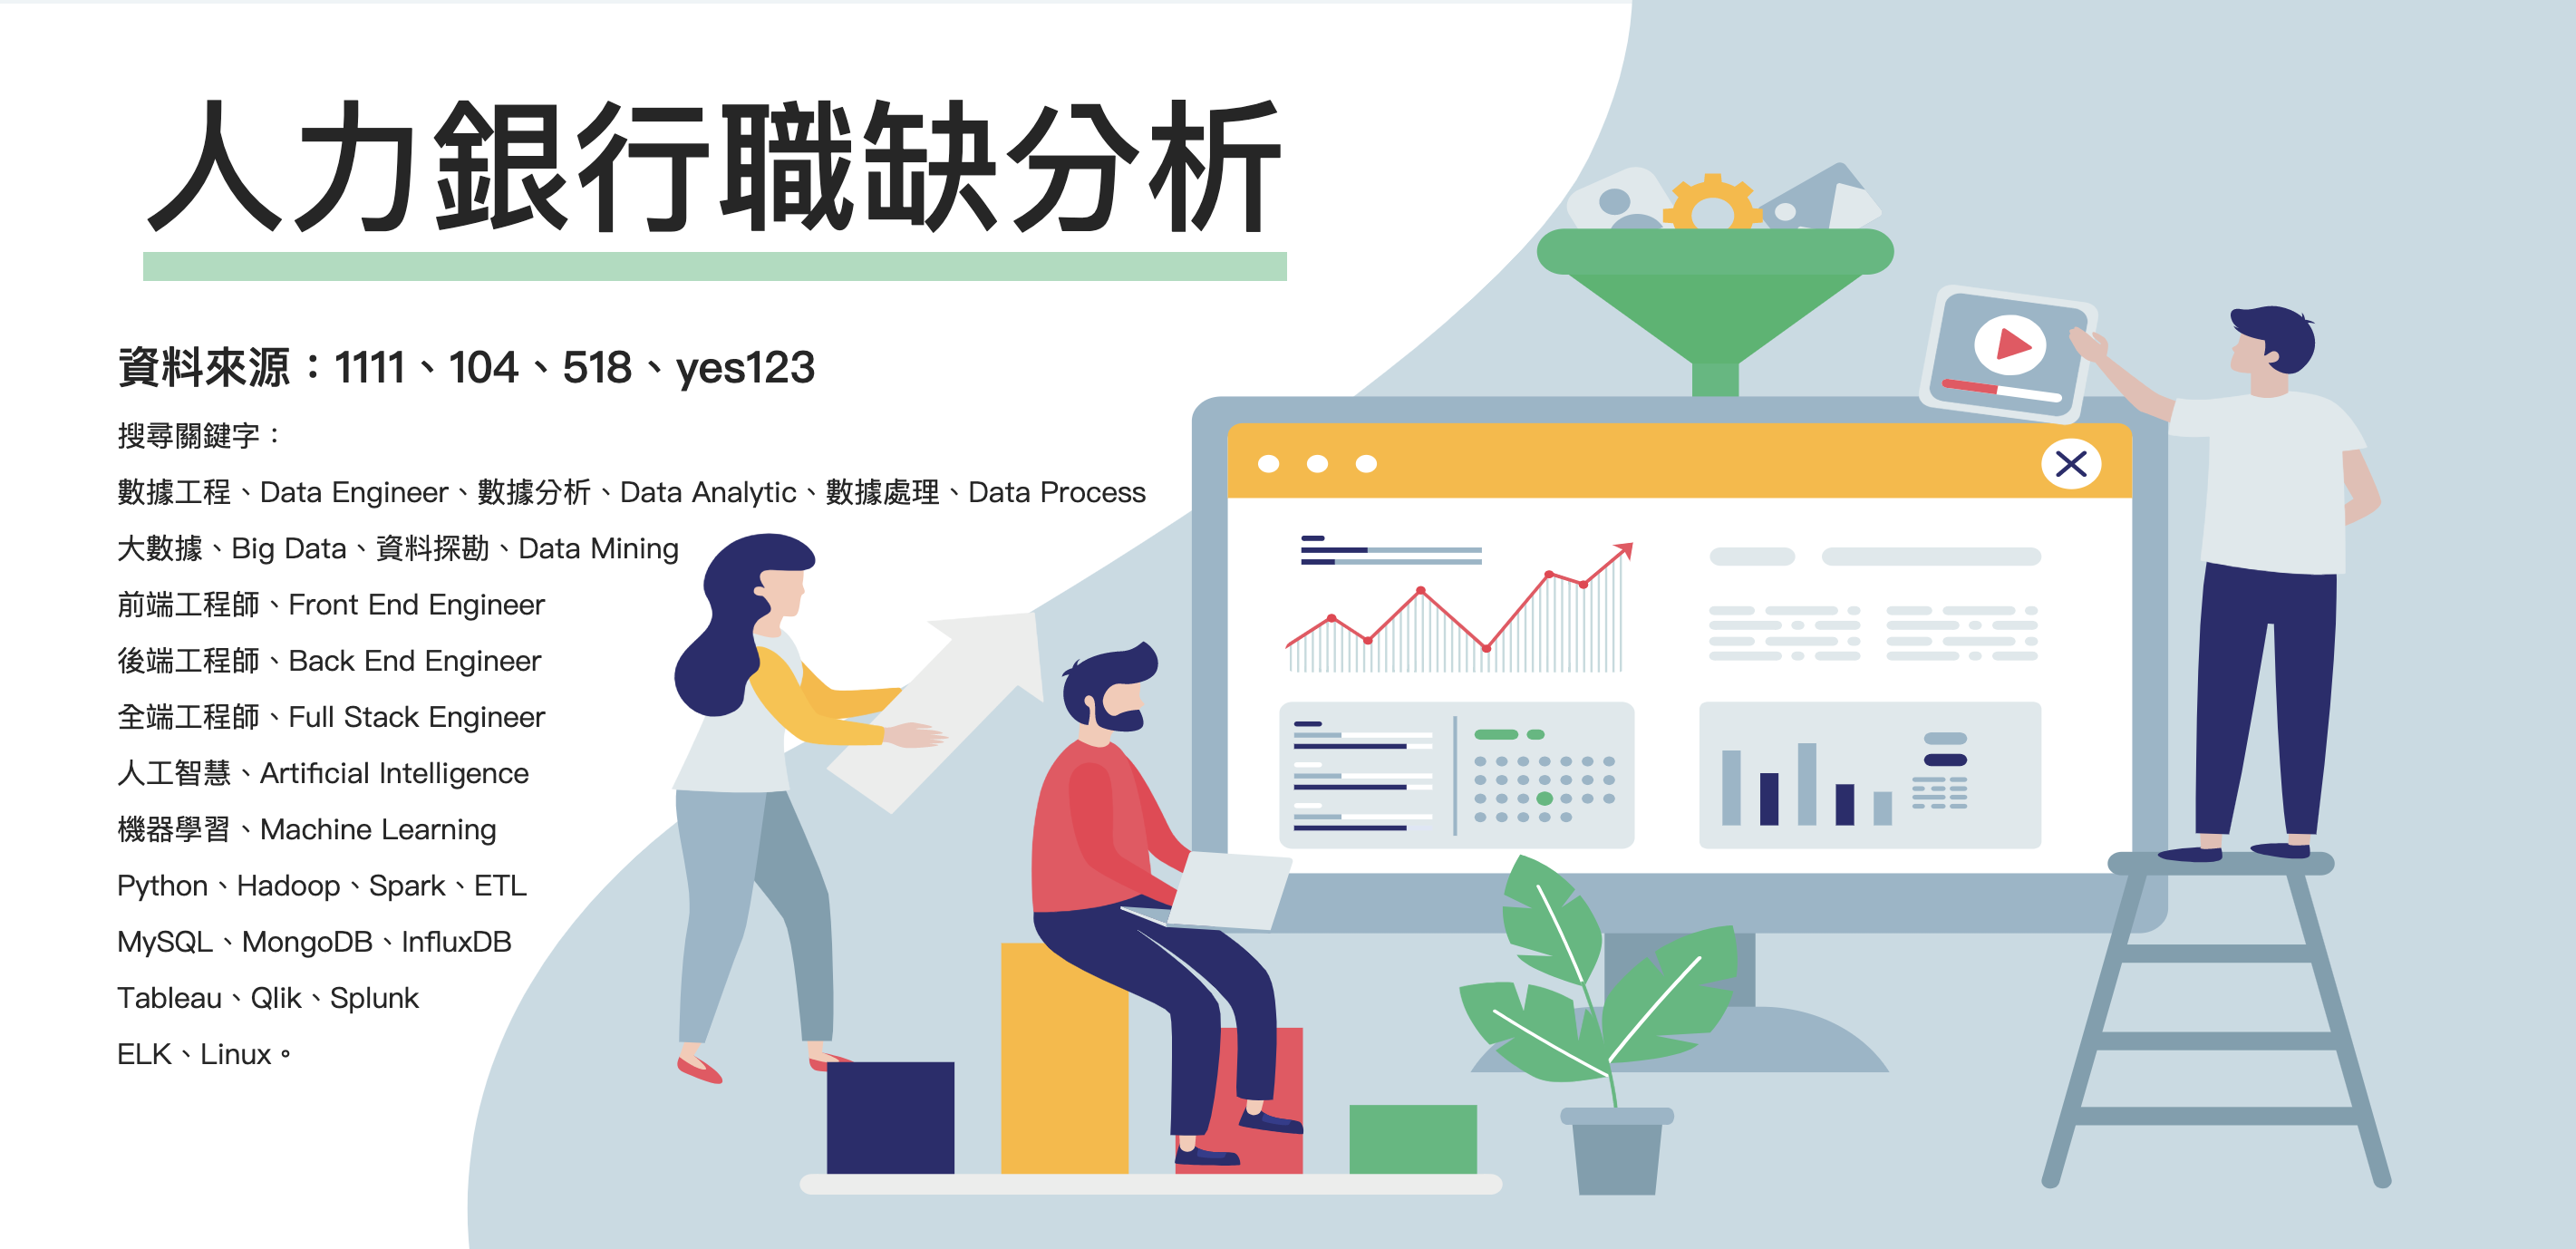 人力銀行職缺分析
資料來源：1111、104、518、yes123
搜尋關鍵字：
數據工程、Data Engineer、數據分析、Data Analytic、數據處理、Data Process
大數據、Big Data、資料探勘、Data Mining
前端工程師、Front End Engineer
後端工程師、Back End Engineer
全端工程師、Full Stack Engineer
人工智慧、Artificial Intelligence
機器學習、Machine Learning
Python、Hadoop、Spark、ETL
MySQL、MongoDB、InfluxDB
Tableau、Qlik、Splunk
ELK、Linux。